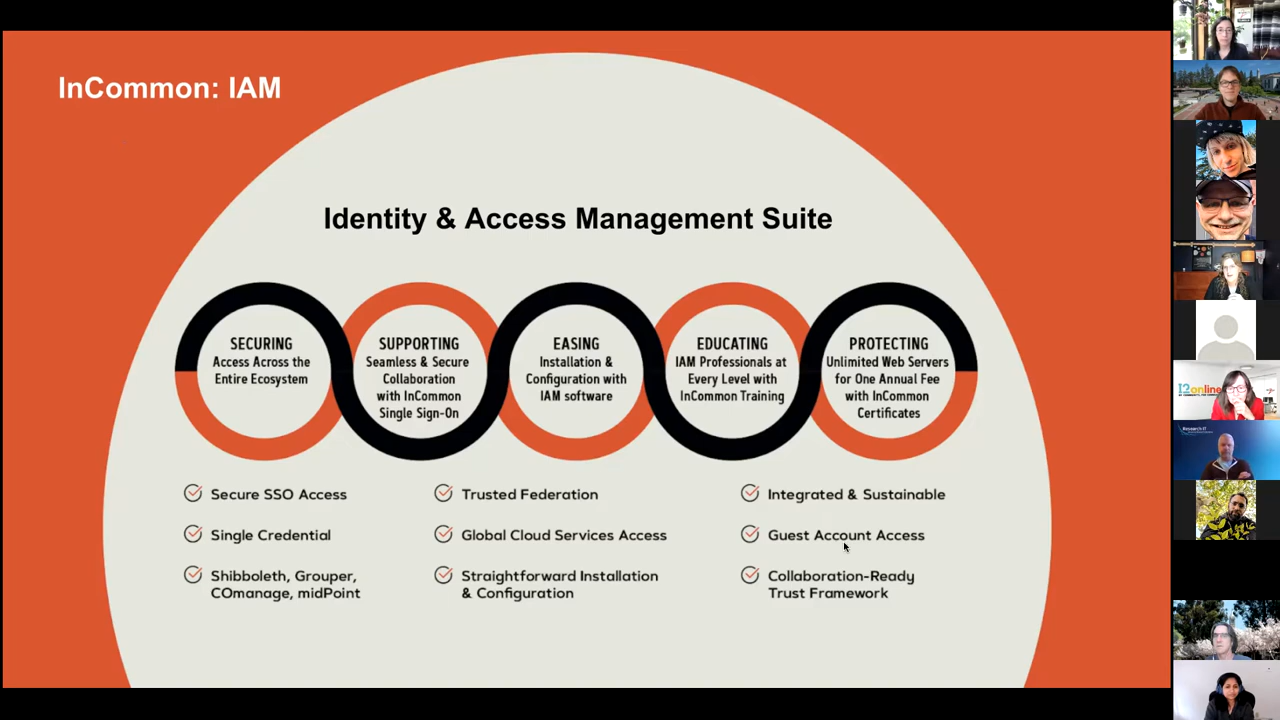 InCommon: IAM
Identity & Access Management Suite
SECURING
Access Across the
Entire Ecosystem
SUPPORTING
Seamless & Secure
Collaboration
with InCommon
Single Sign-On
EASING
Installation &
Configuration with
IAM software
EDUCATING
IAM Professionals at
Every Level with
InCommon Training
PROTECTING
Unlimited Web Servers
for One Annual Fee
with InCommon
Certificates
Secure SSO Access
Single Credential
Shibboleth, Grouper,
COmanage, midPoint
Trusted Federation
Global Cloud Services Access
Straightforward Installation
& Configuration
Integrated & Sustainable
Guest Account Access
Collaboration-Ready
Trust Framework
I2online
Research IT